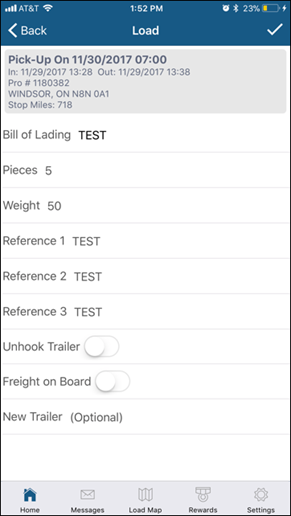 AT&T 1:52 PM 23%
Back Load
Pick-Up On 11/30/2017 07:00
In: 11/29/2017 13:28 Out: 11/29/2017 13:38
Pro # 1180382
WINDSOR, ON N8N 0A1
Stop Miles: 718
Bill of Lading TEST
Pieces 5
Weight 50
Reference 1 TEST
Reference 2 TEST
Reference 3 TEST
Unhook Trailer
Freight on Board
New Trailer (Optional)
Home Messages Load Map Rewards Settings